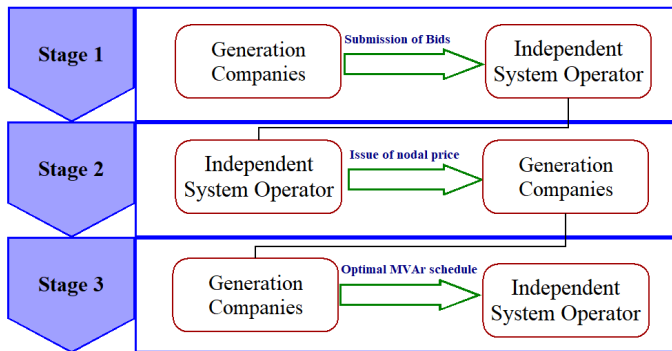 Stage 1
Generation
Companies
Submission of Bids
Independent
System Operator
Stage 2
Independent
System Operator
Issue of nodal price
Generation
Companies
Stage 3
Generation
Companies
Optimal MVAr schedule
Independent
System Operator